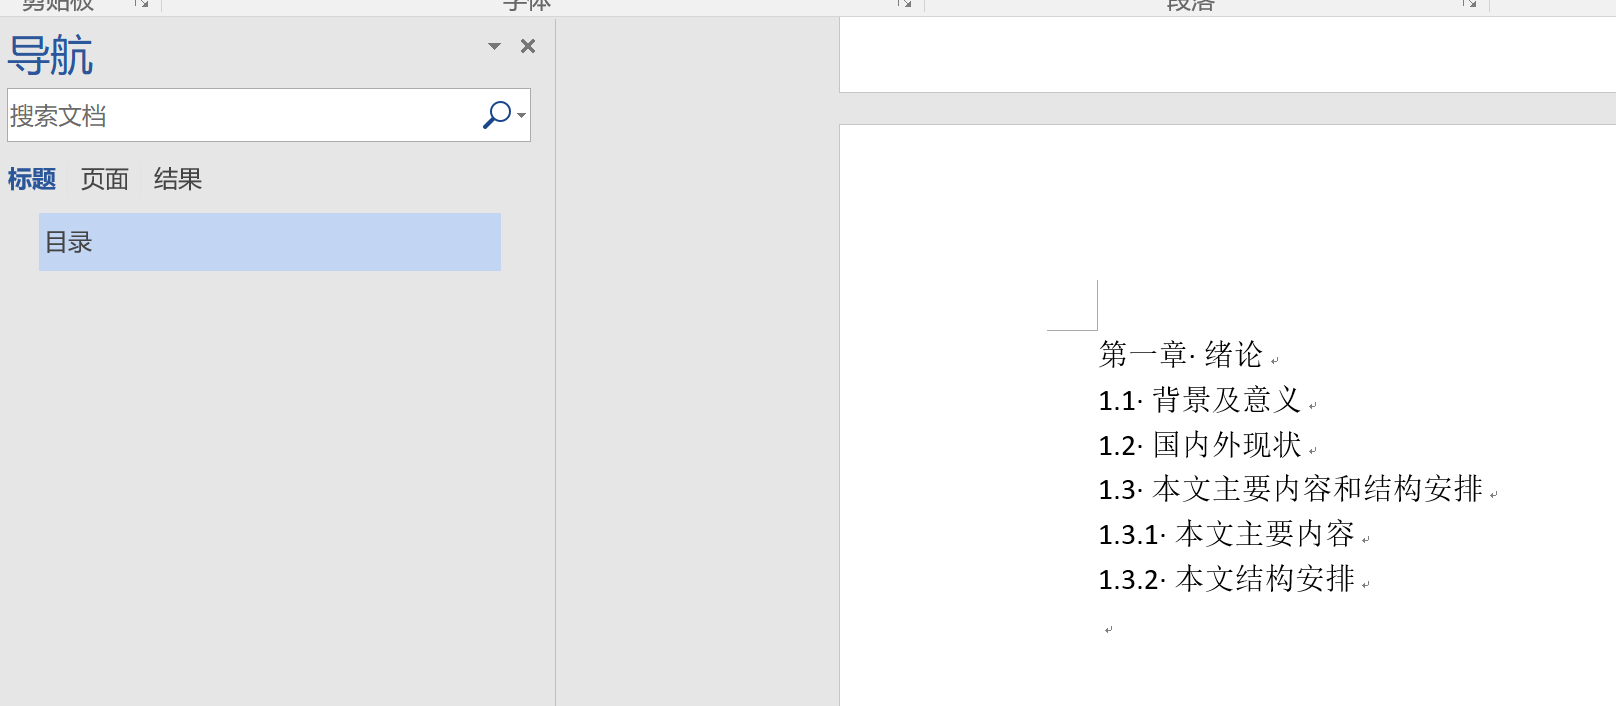 剪贴板 字体 段落
导航
搜索文档
标题 页面 结果
目录
第一章· 绪论
1.1· 背景及意义
1.2· 国内外现状
1.3· 本文主要内容和结构安排
1.3.1· 本文主要内容
1.3.2· 本文结构安排